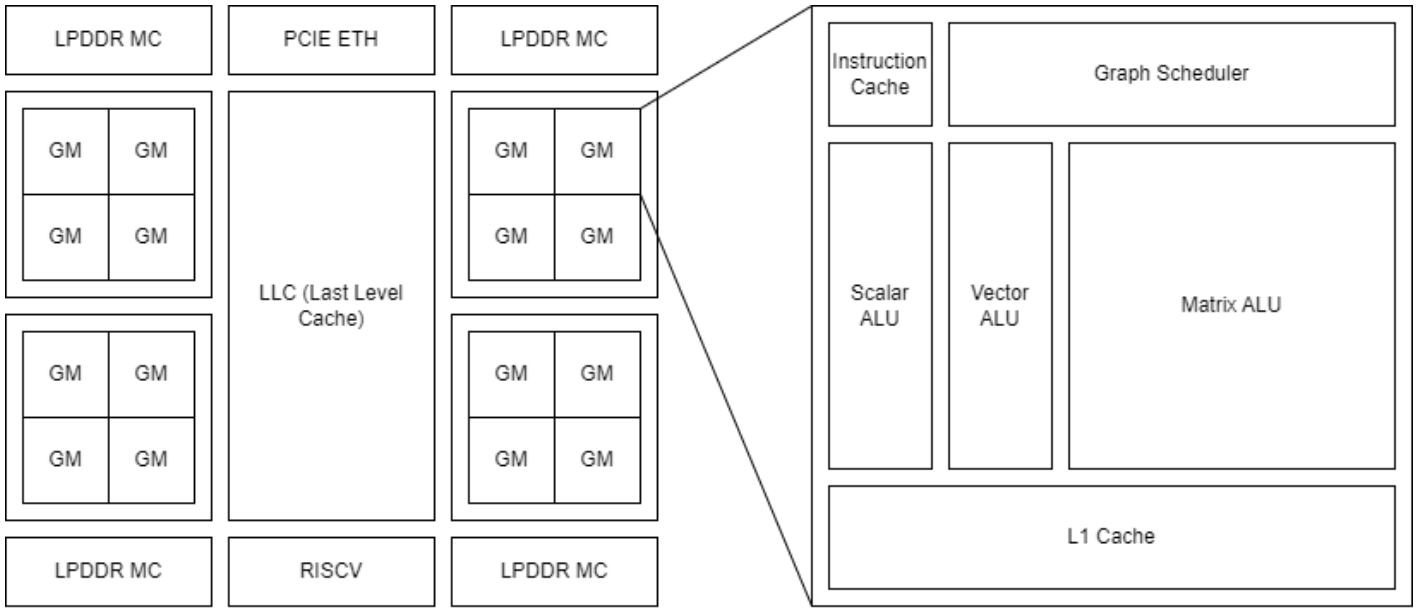 LPDDR MC
PCIE ETH
LPDDR MC
GM GM
GM GM
GM GM
GM GM
LLC (Last Level
Cache)
GM GM
GM GM
GM GM
GM GM
LPDDR MC
RISCV
LPDDR MC
Instruction
Cache
Graph Scheduler
Scalar
ALU
Vector
ALU
Matrix ALU
L1 Cache